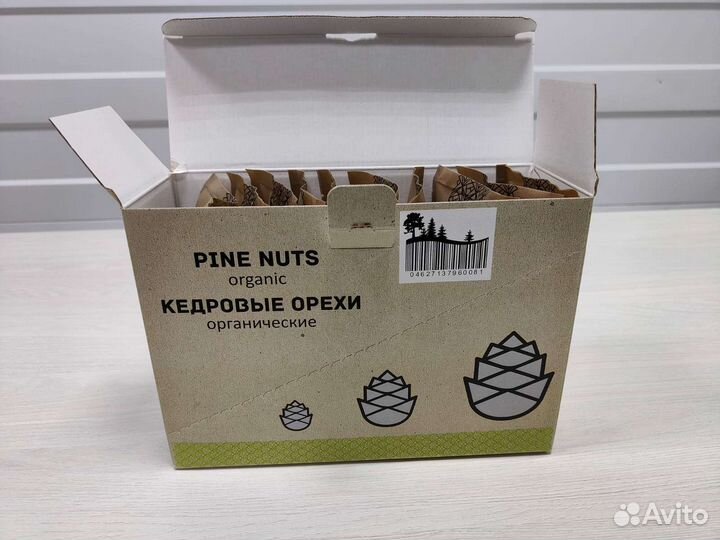 PINE NUTS
organic
КЕДРОВЫЕ ОРЕХИ
органические
04627137960081
Avito